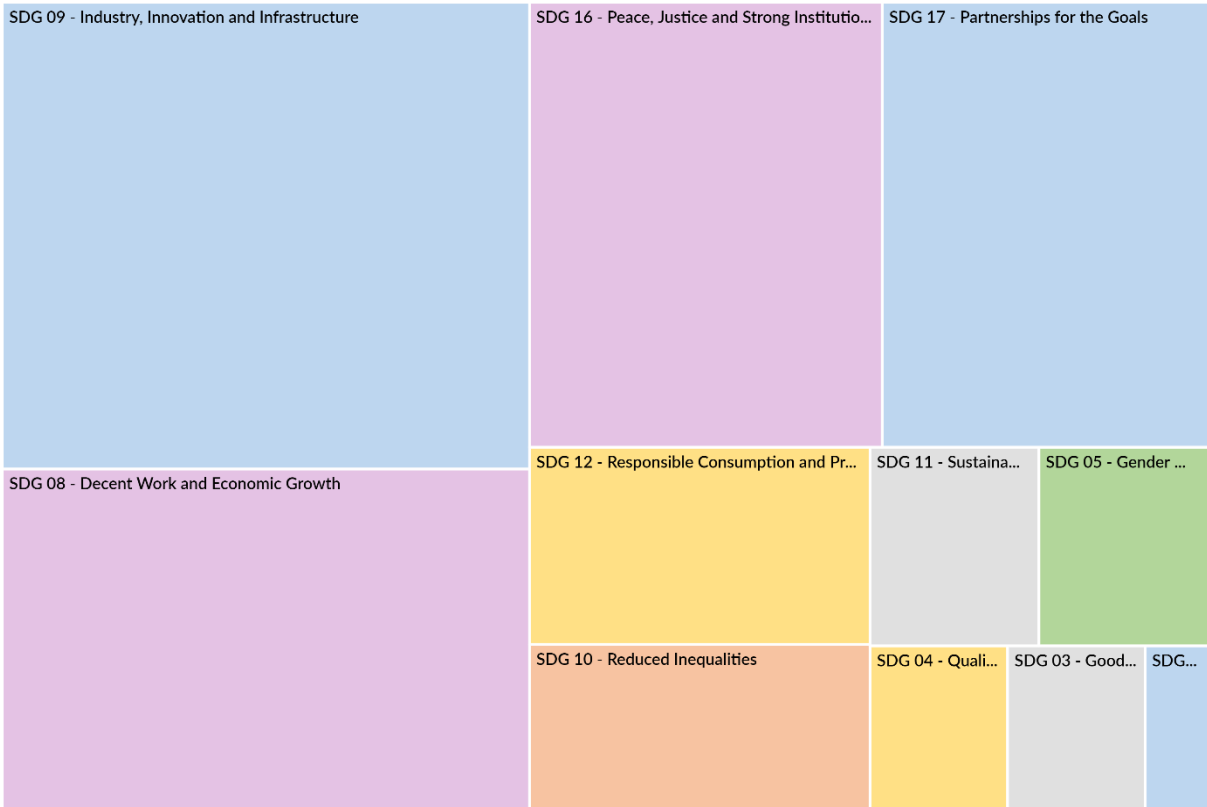 SDG 09 - Industry, Innovation and Infrastructure
SDG 16 - Peace, Justice and Strong Institutio...
SDG 17 - Partnerships for the Goals
SDG 08 - Decent Work and Economic Growth
SDG 12 - Responsible Consumption and Pr...
SDG 11 - Sustaina...
SDG 05 - Gender ...
SDG 10 - Reduced Inequalities
SDG 04 - Quali...
SDG 03 - Good...
SDG...